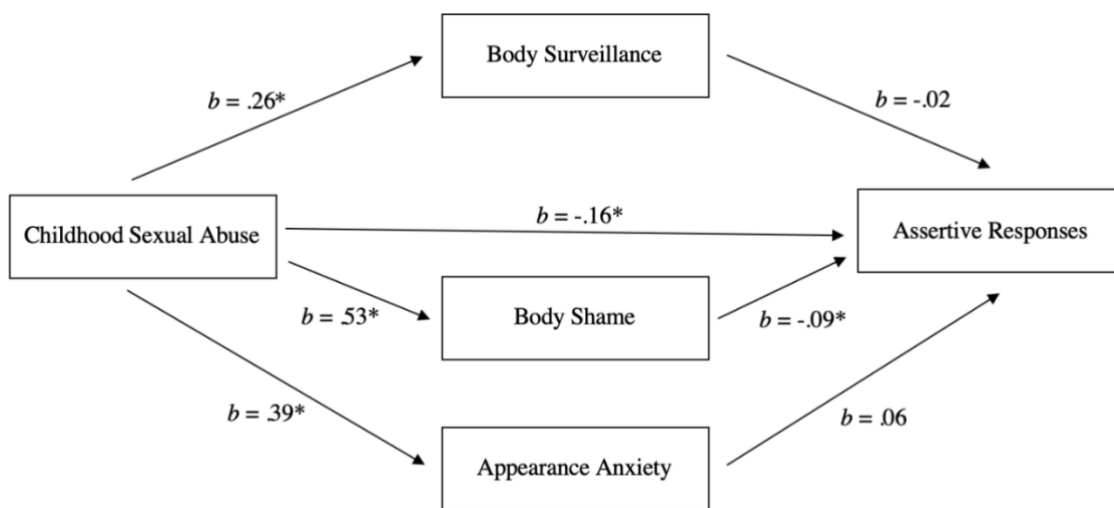 Body Surveillance
b = .26*
b = -.02
Childhood Sexual Abuse
b = -.16*
Assertive Responses
b = .53*
Body Shame
b = -.09*
b = .39*
b = .06
Appearance Anxiety